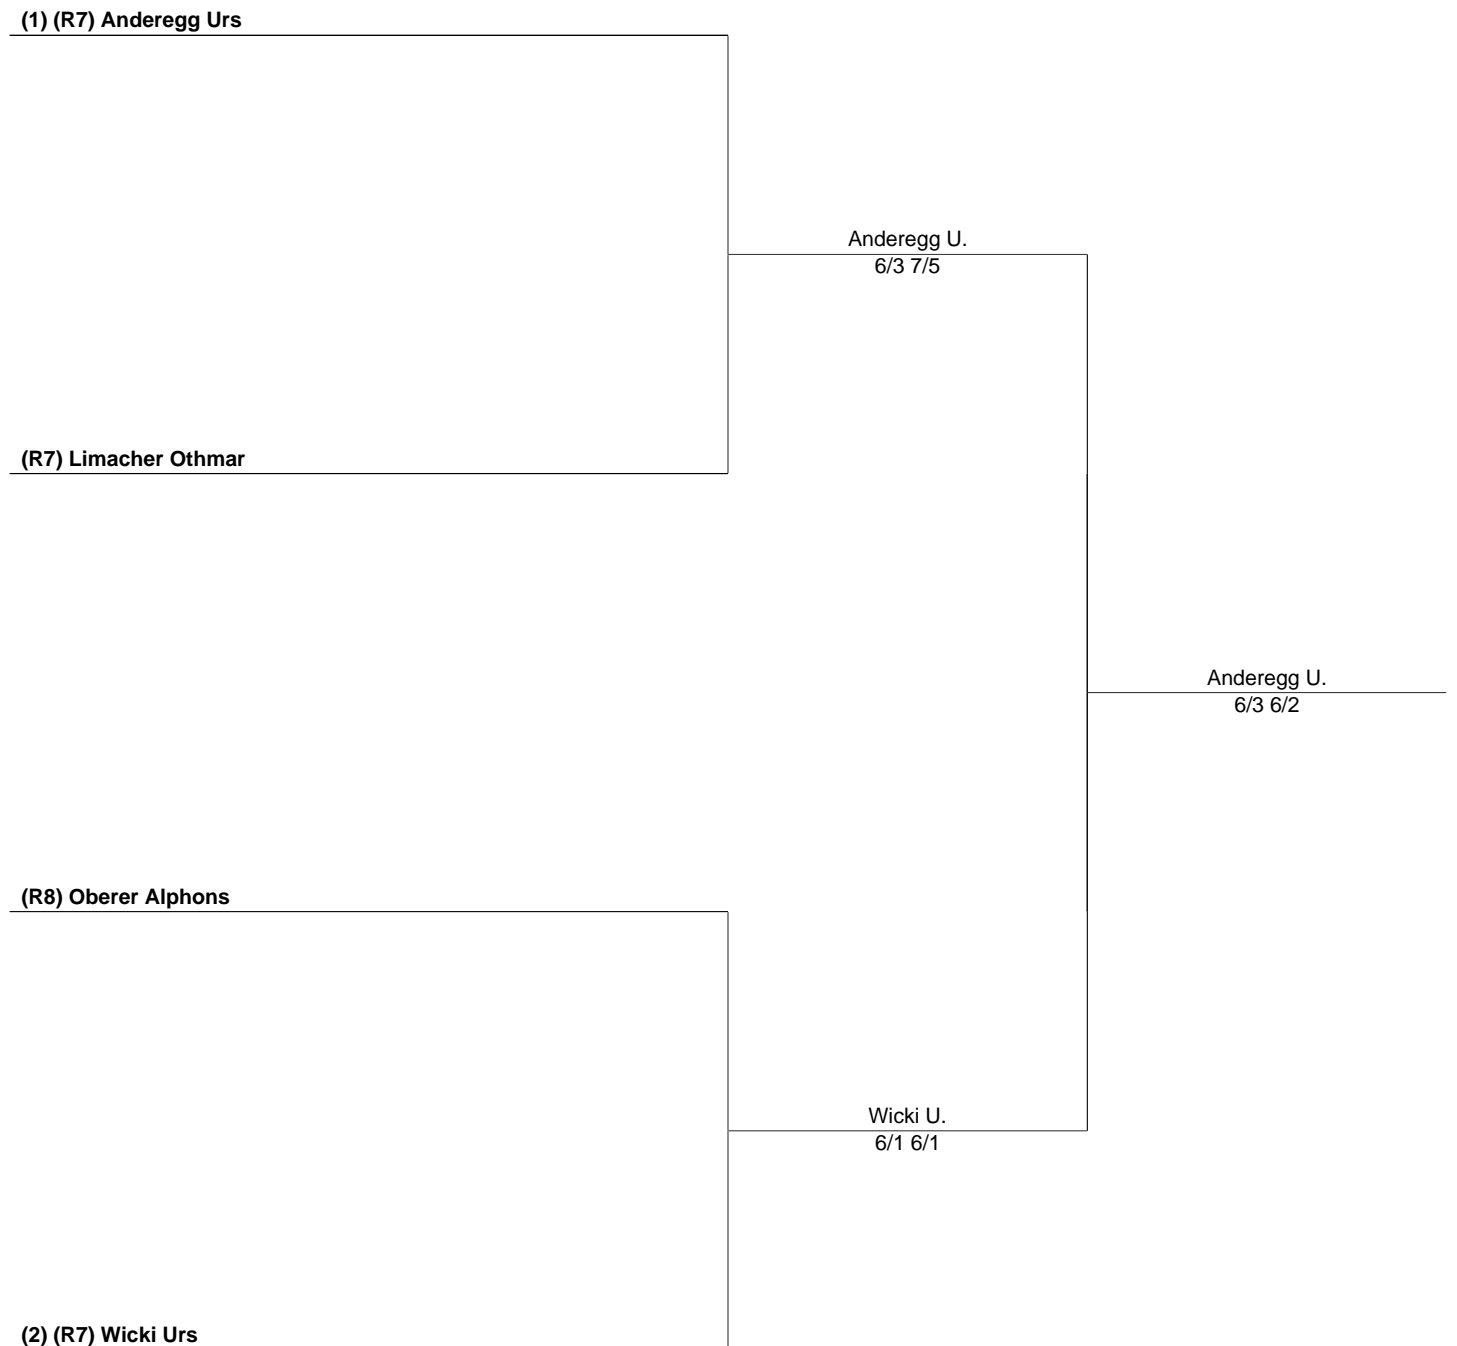 (1) (R7) Anderegg Urs
Anderegg U.
6/3 7/5
(R7) Limacher Othmar
Anderegg U.
6/3 6/2
(R8) Oberer Alphons
Wicki U.
6/1 6/1
(2) (R7) Wicki Urs